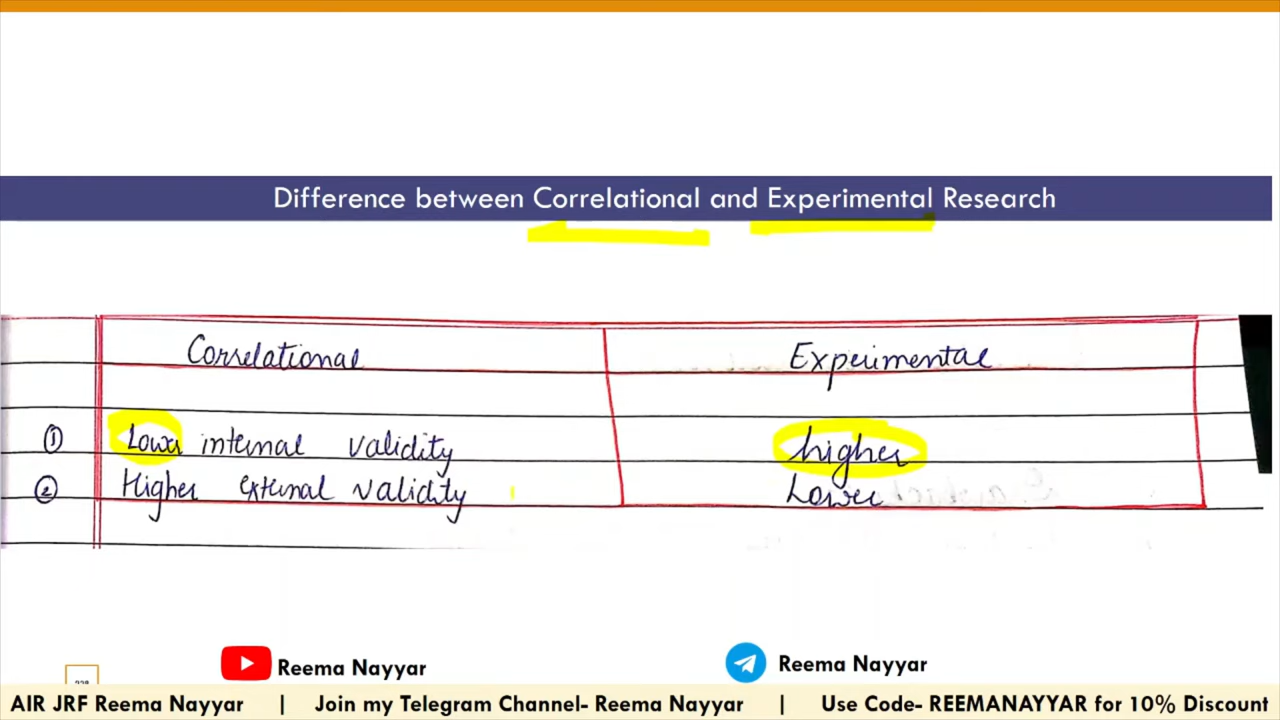 Difference between Correlational and Experimental Research
Correlational Experimental
① Lower internal validity higher
② Higher external validity Lower
Reema Nayyar Reema Nayyar
AIR JRF Reema Nayyar | Join my Telegram Channel- Reema Nayyar | Use Code- REEMANAYYAR for 10% Discount